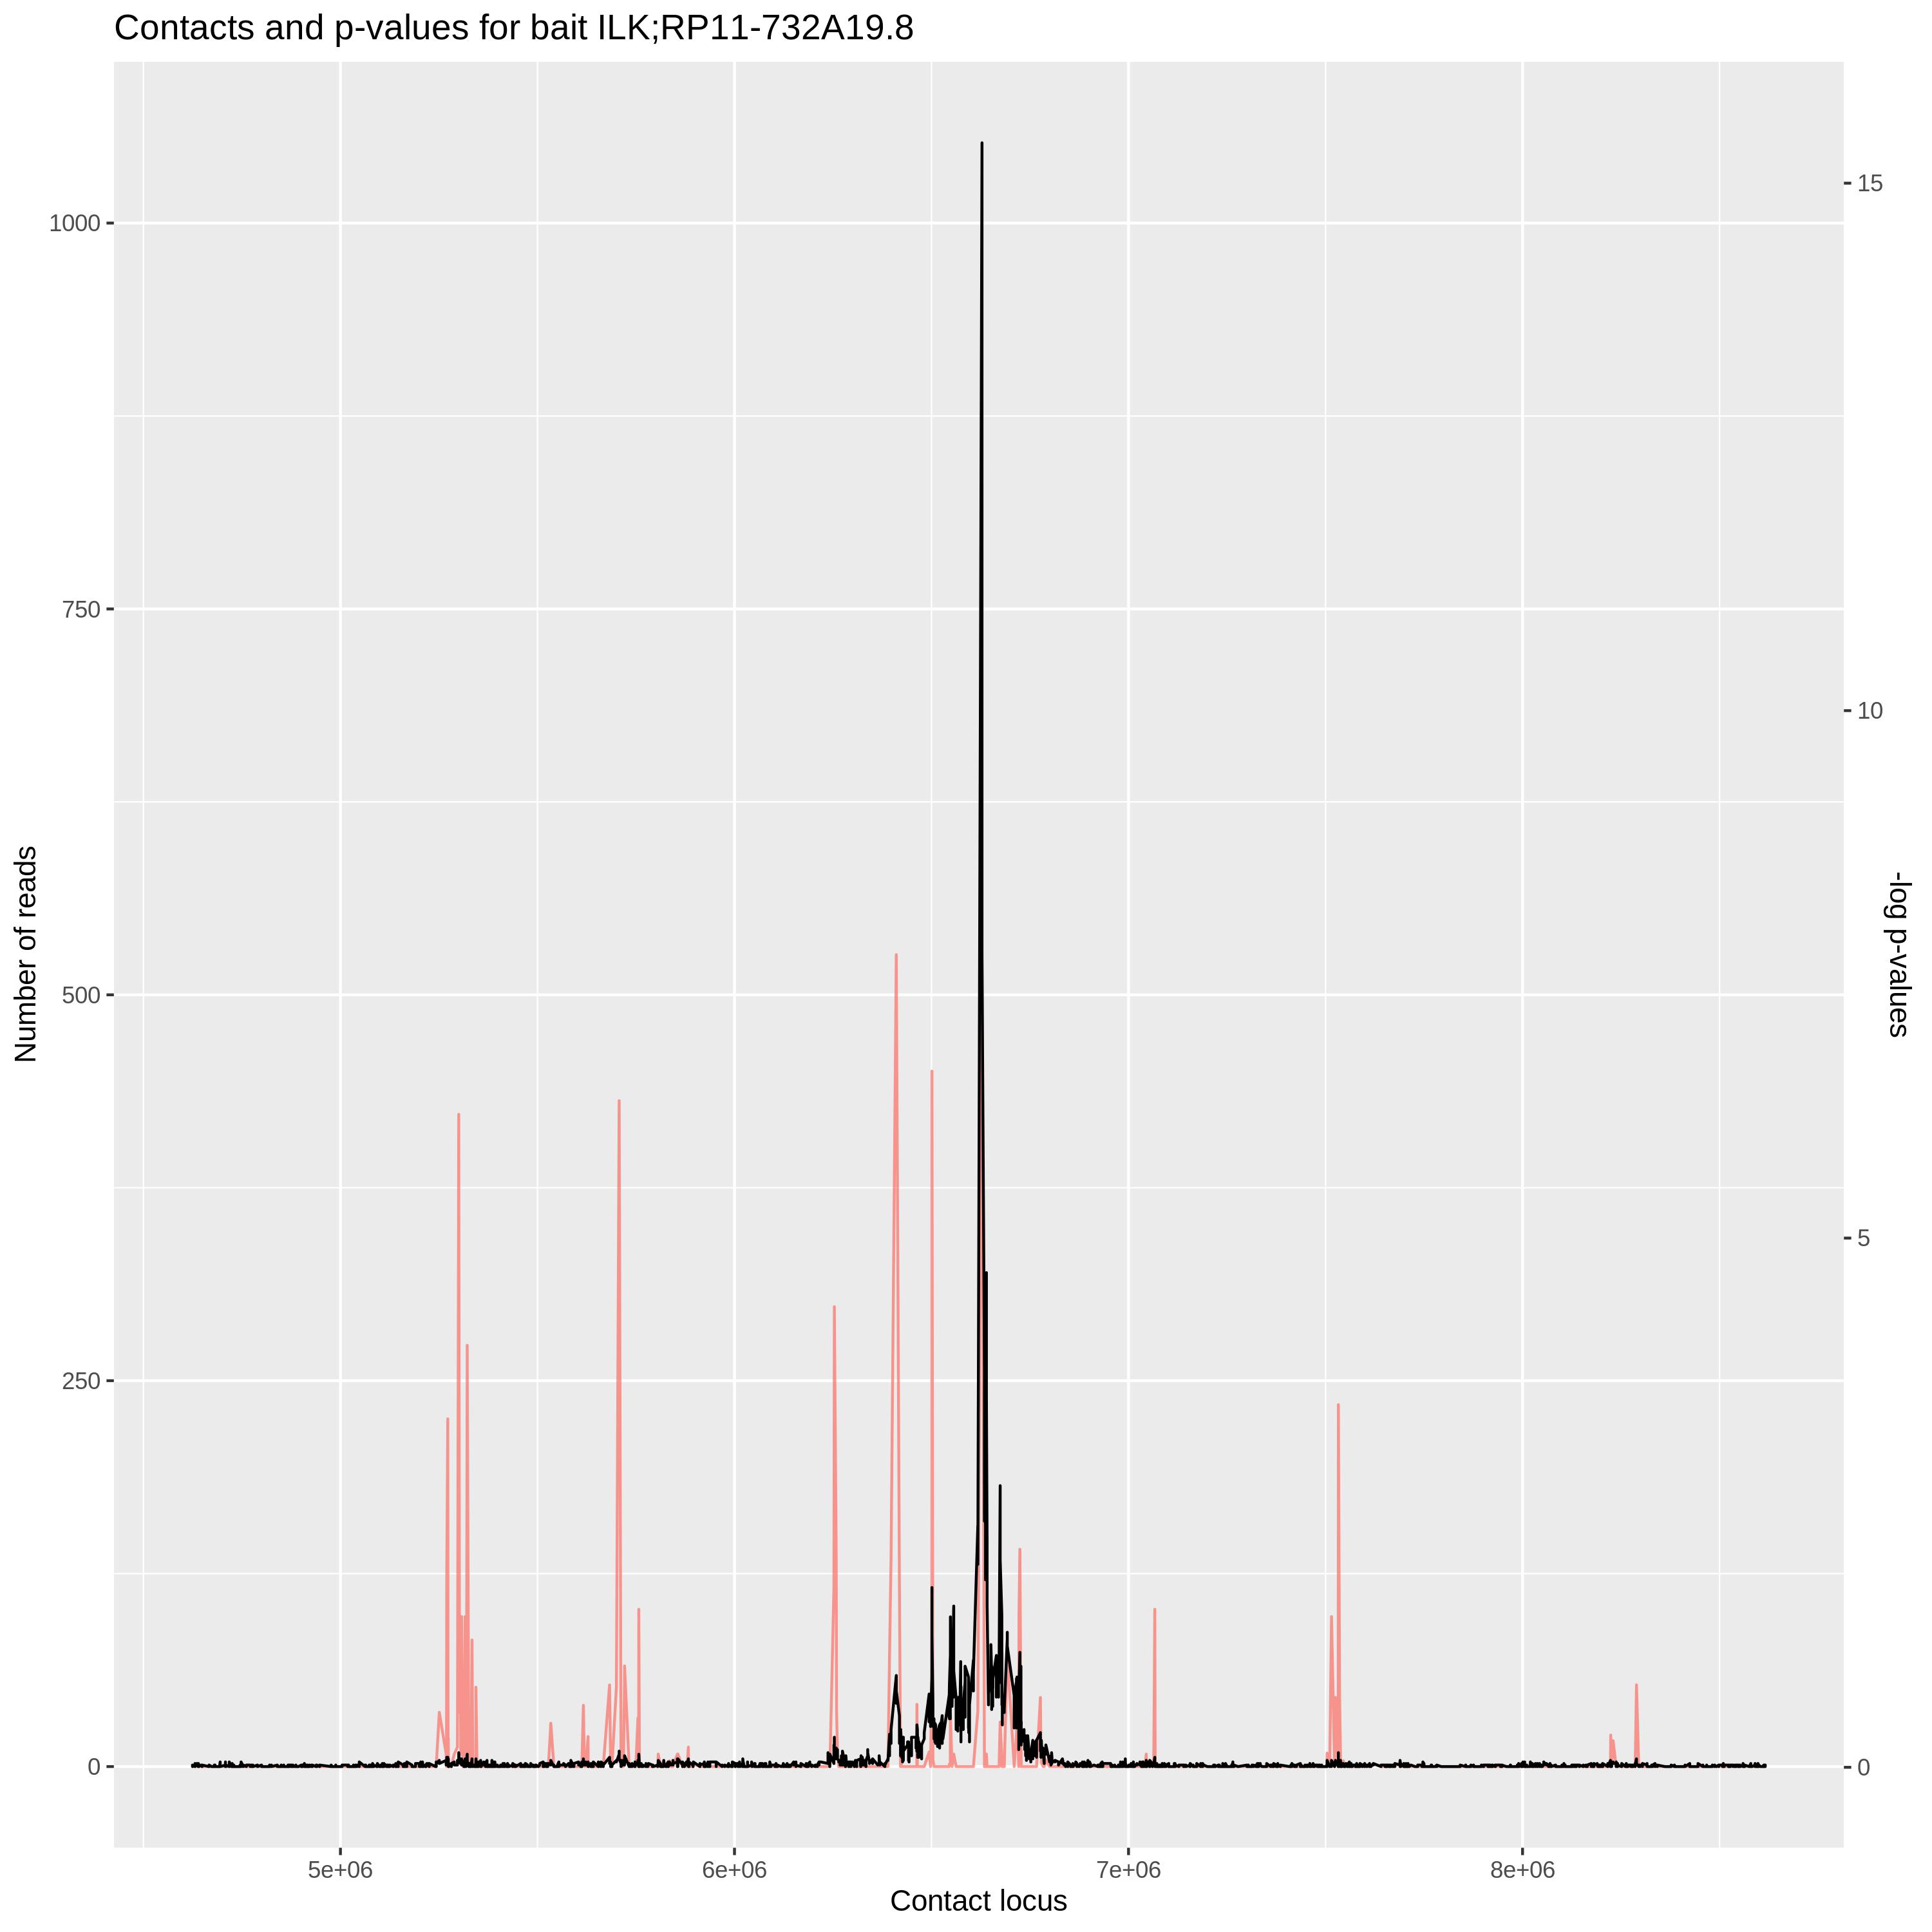 Contacts and p-values for bait ILK;RP11-732A19.8
1000
750
500
250
0
Number of reads
15
10
5
0
-log p-values
5e+06 6e+06 7e+06 8e+06
Contact locus